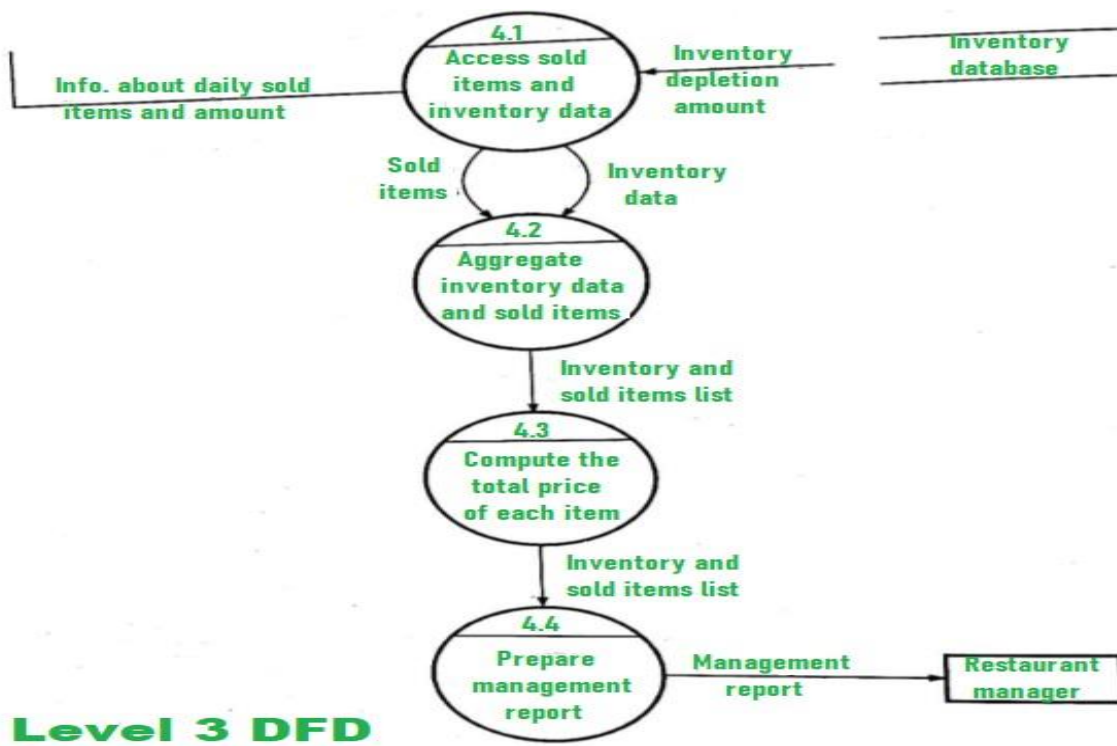 4.1
Access sold
items and
inventory data
Info. about daily sold
items and amount
Inventory
depletion
amount
Inventory
database
Sold
items
Inventory
data
4.2
Aggregate
inventory data
and sold items
Inventory and
sold items list
4.3
Compute the
total price
of each item
Inventory and
sold items list
4.4
Prepare
management
report
Management
report
Restaurant
manager
Level 3 DFD